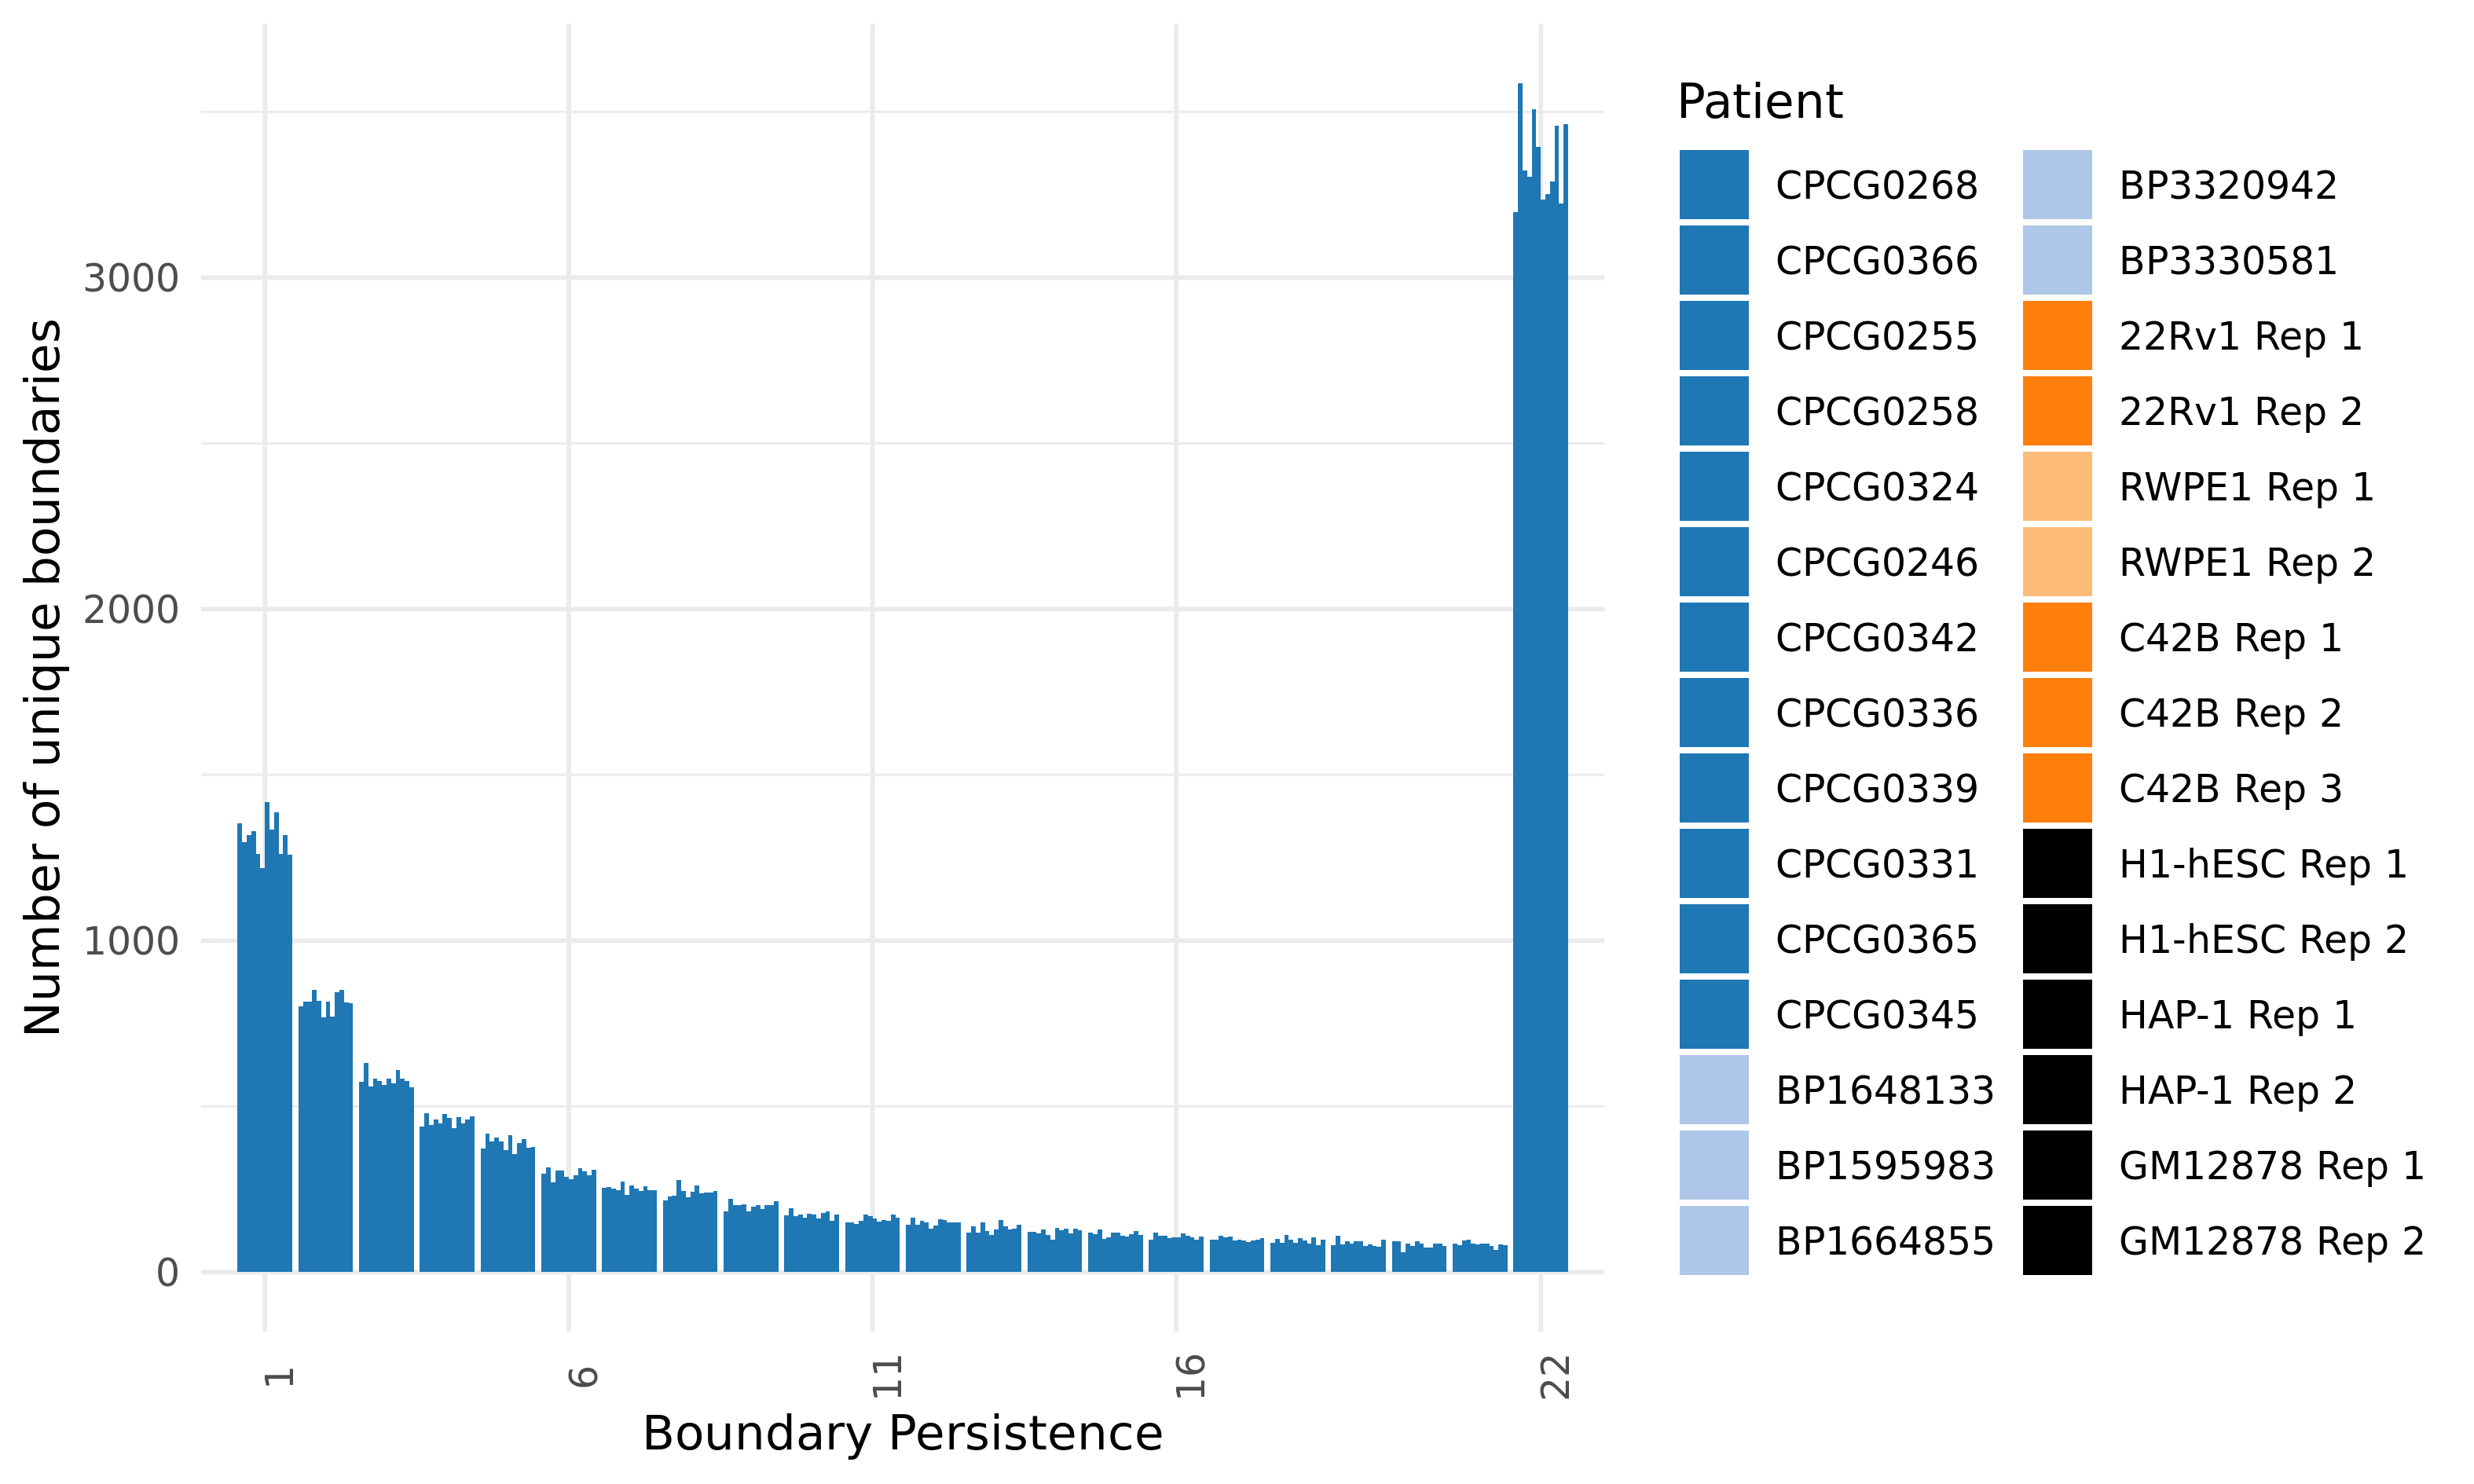 Number of unique boundaries
3000
2000
1000
0
1
6
11
16
22
Boundary Persistence
Patient
CPCG0268
CPCG0366
CPCG0255
CPCG0258
CPCG0324
CPCG0246
CPCG0342
CPCG0336
CPCG0339
CPCG0331
CPCG0365
CPCG0345
BP1648133
BP1595983
BP1664855
BP3320942
BP3330581
22Rv1 Rep 1
22Rv1 Rep 2
RWPE1 Rep 1
RWPE1 Rep 2
C42B Rep 1
C42B Rep 2
C42B Rep 3
H1-hESC Rep 1
H1-hESC Rep 2
HAP-1 Rep 1
HAP-1 Rep 2
GM12878 Rep 1
GM12878 Rep 2